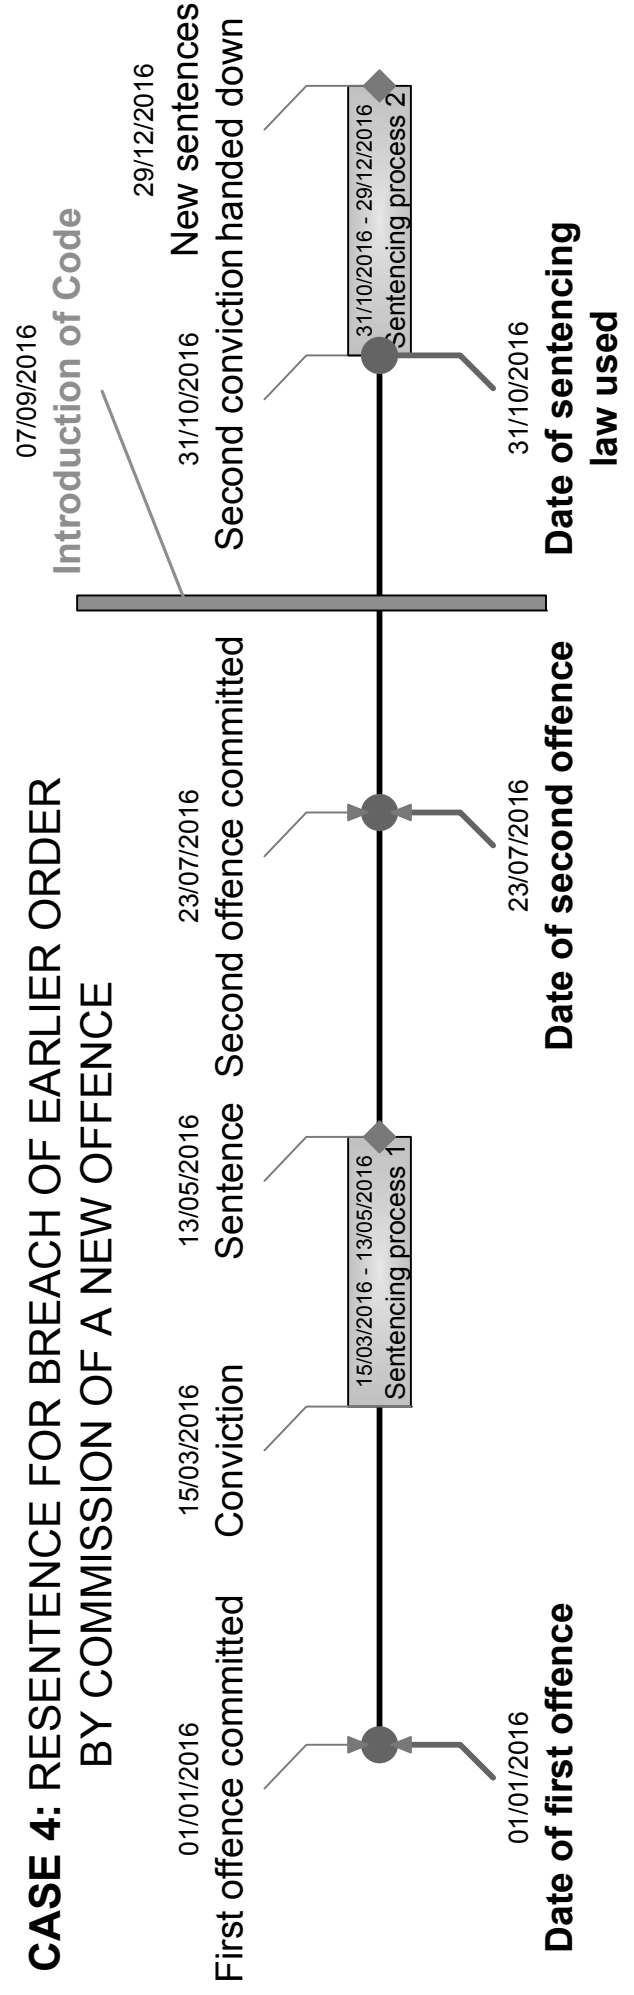 CASE 4: RESENTENCE FOR BREACH OF EARLIER ORDER
BY COMMISSION OF A NEW OFFENCE
07/09/2016
Introduction of Code
01/01/2016
First offence committed
15/03/2016
Conviction
13/05/2016
Sentence
23/07/2016
Second offence committed
31/10/2016
Second conviction
29/12/2016
New sentences
handed down
15/03/2016 - 13/05/2016
Sentencing process 1
31/10/2016 - 29/12/2016
Sentencing process 2
01/01/2016
Date of first offence
23/07/2016
Date of second offence
31/10/2016
Date of sentencing
law used